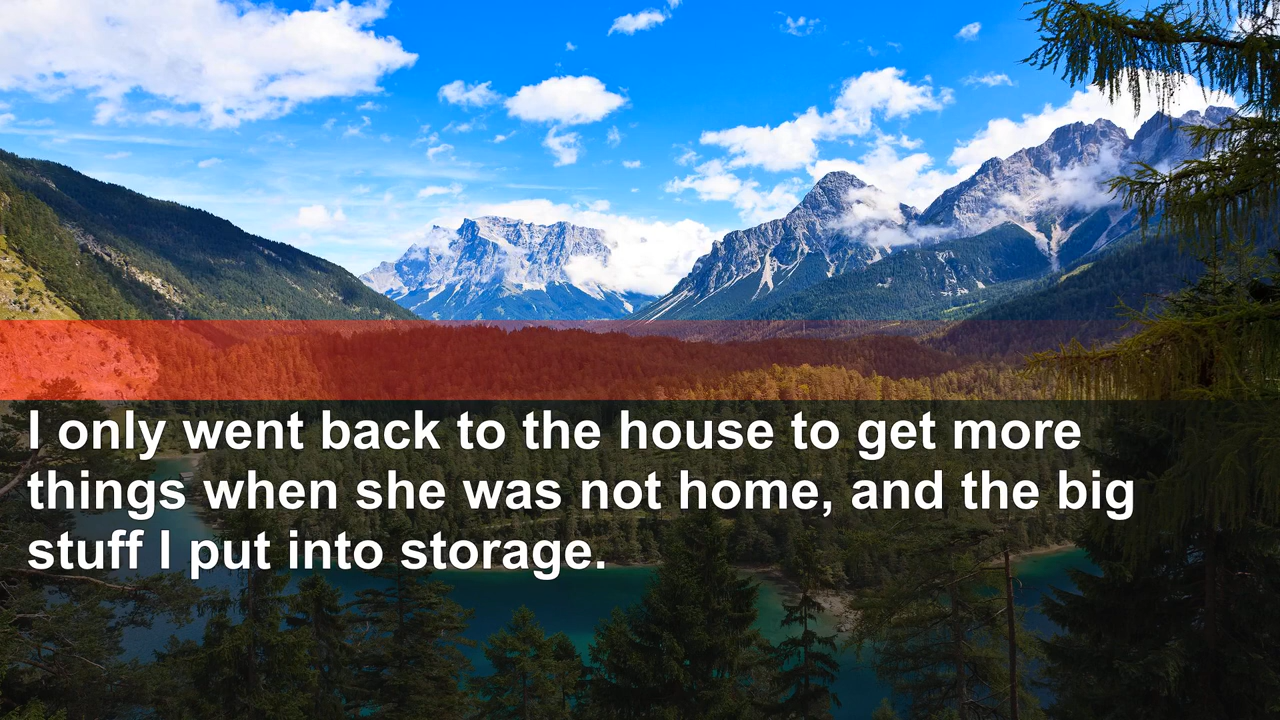 I only went back to the house to get more
things when she was not home, and the big
stuff I put into storage.